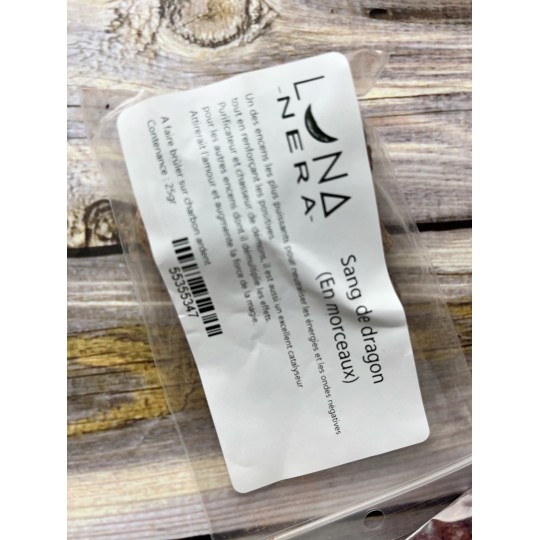 LUNA
-NERA-
Sang de dragon
(En morceaux)
Un des encens les plus puissants pour neutraliser les énergies et les ondes négatives
tout en renforçant les positives.
Purificateur et chasseur de démons, il est aussi un excellent catalyseur
pour les autres encens dont il démultiplie les effets.
Attirerait l'amour et augmente la force de la magie.
A faire brûler sur charbon ardent
Contenance : 25gr
55355347